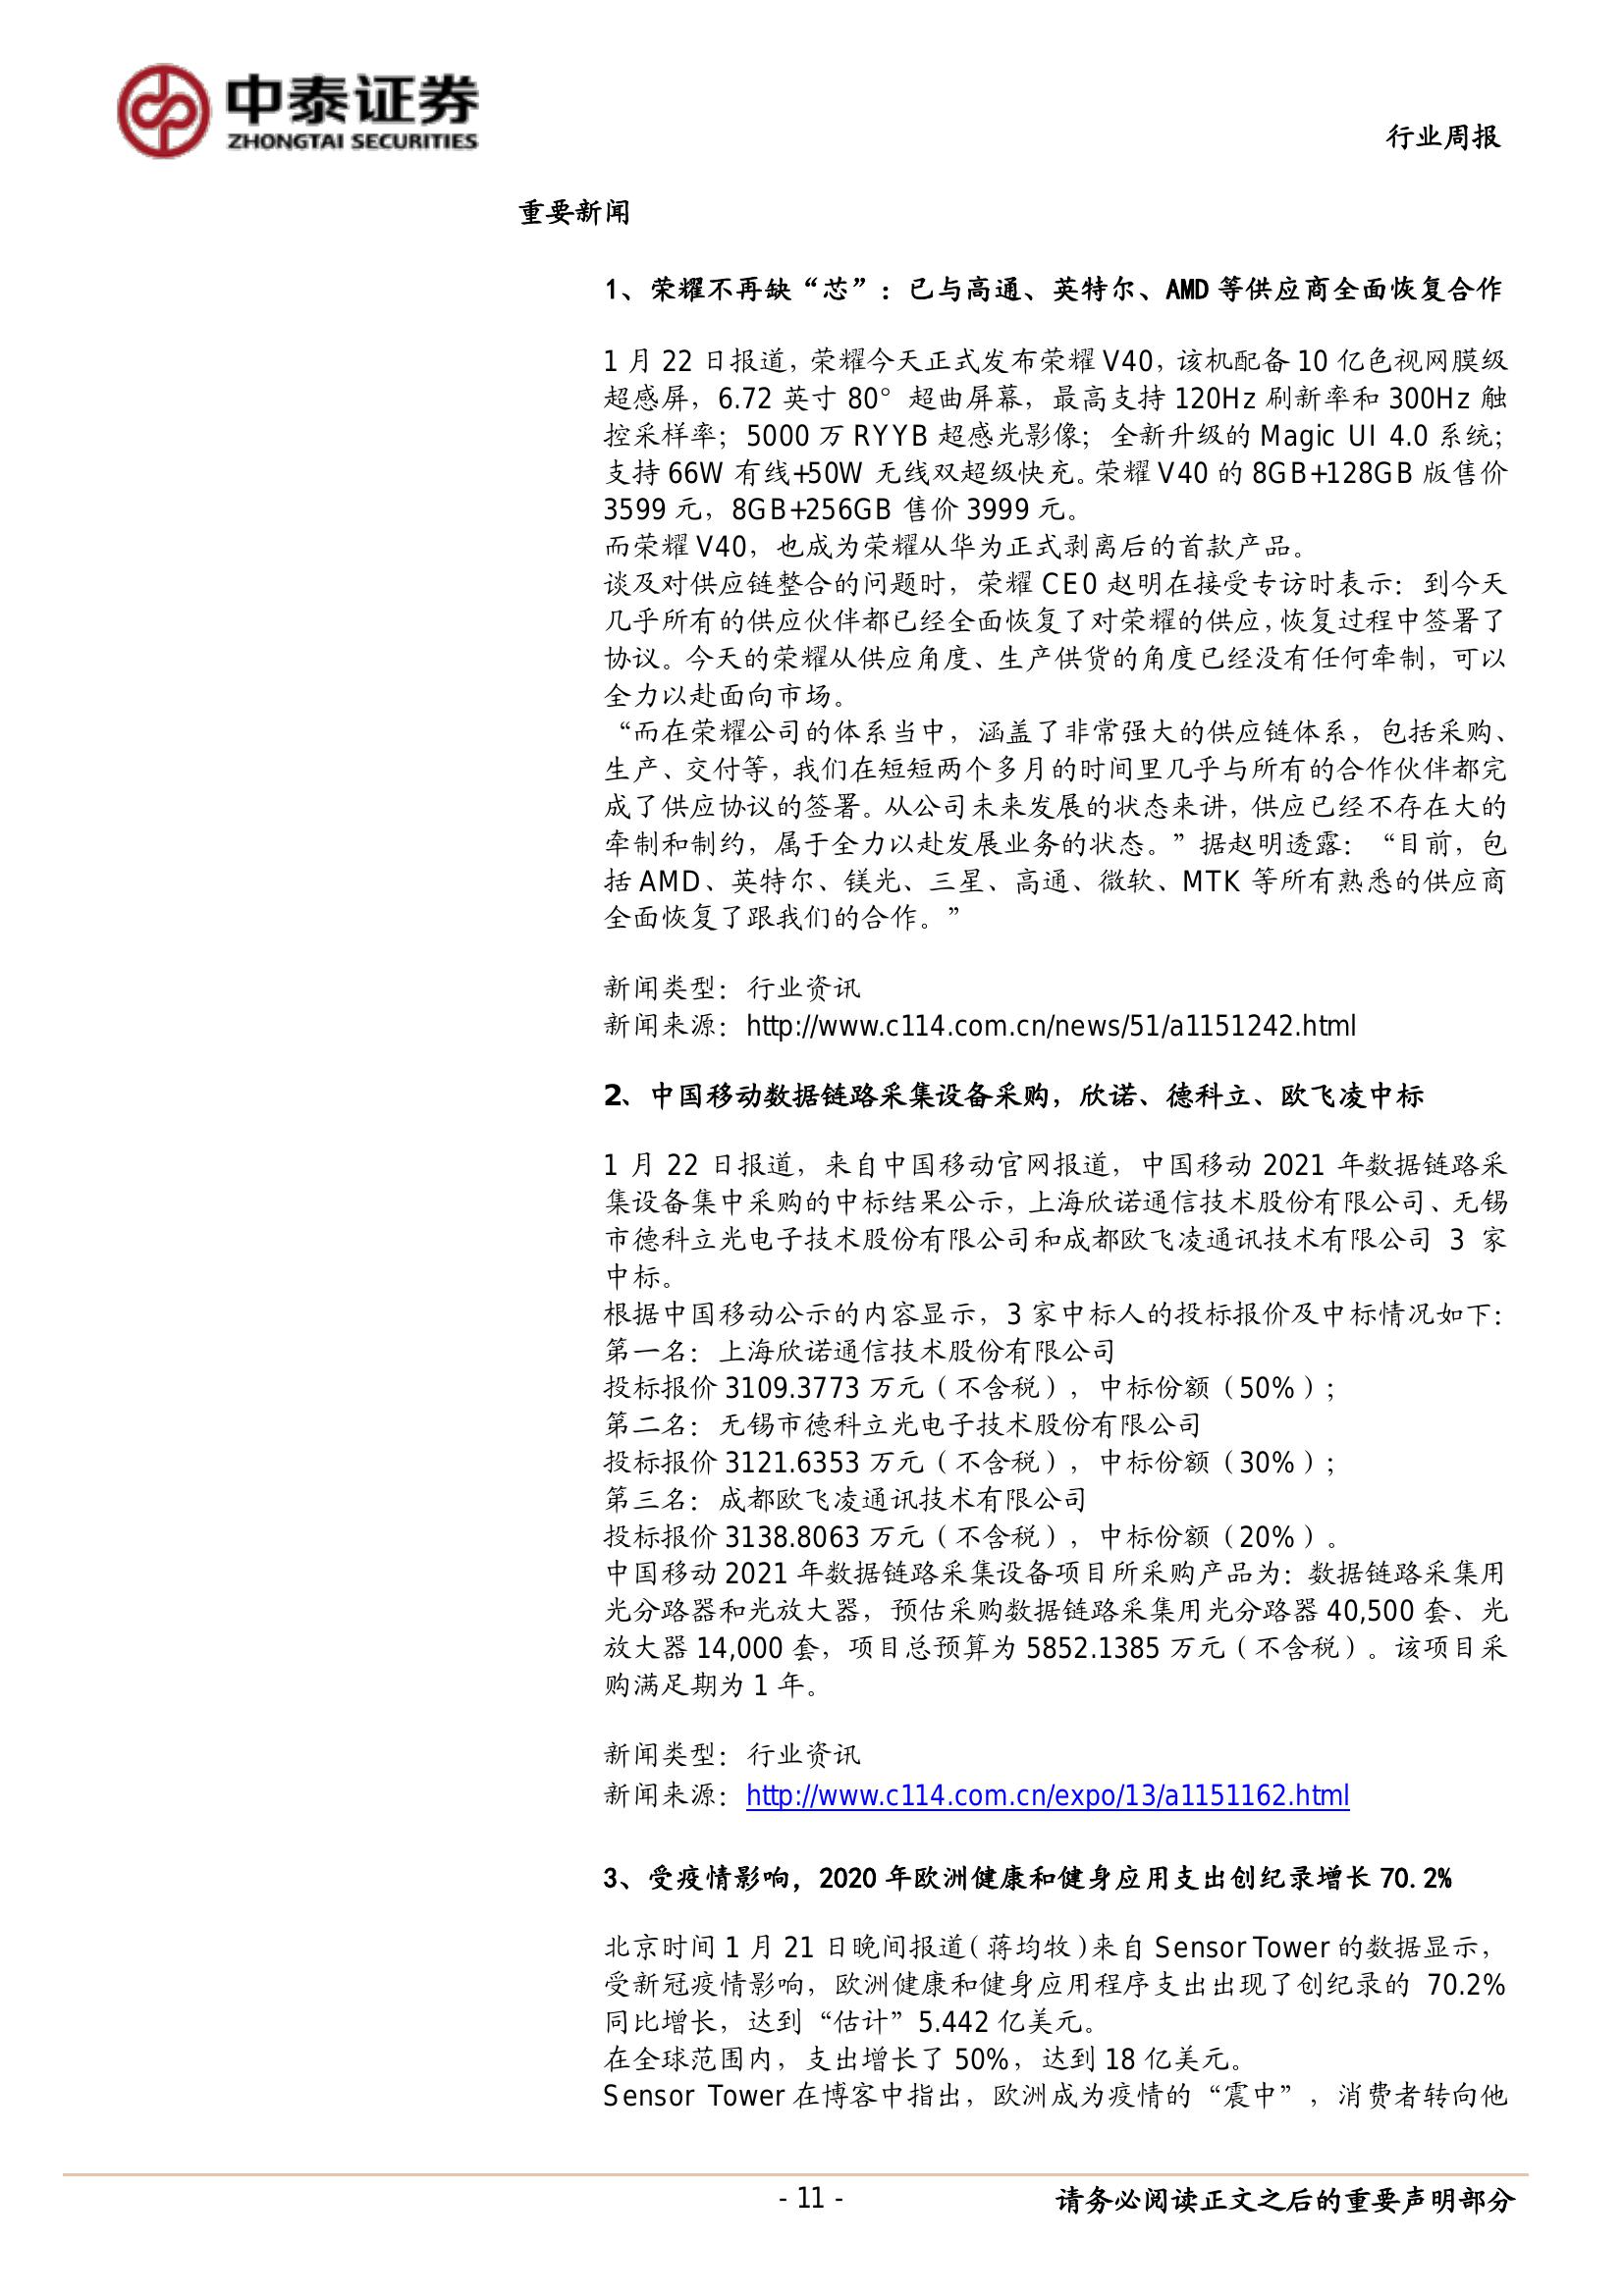 中泰证券
ZHONGTAI SECURITIES
行业周报
重要新闻
1、荣耀不再缺“芯”：已与高通、英特尔、AMD 等供应商全面恢复合作
1 月 22 日报道，荣耀今天正式发布荣耀 V40，该机配备 10 亿色视网膜级
超感屏，6.72 英寸 80° 超曲屏幕，最高支持 120Hz 刷新率和 300Hz 触
控采样率；5000 万 RYYB 超感光影像；全新升级的 Magic UI 4.0 系统；
支持 66W 有线+50W 无线双超级快充。荣耀 V40 的 8GB+128GB 版售价
3599 元，8GB+256GB 售价 3999 元。
而荣耀 V40，也成为荣耀从华为正式剥离后的首款产品。
谈及对供应链整合的问题时，荣耀 CE0 赵明在接受专访时表示：到今天
几乎所有的供应伙伴都已经全面恢复了对荣耀的供应，恢复过程中签署了
协议。今天的荣耀从供应角度、生产供货的角度已经没有任何牵制，可以
全力以赴面向市场。
“而在荣耀公司的体系当中，涵盖了非常强大的供应链体系，包括采购、
生产、交付等，我们在短短两个多月的时间里几乎与所有的合作伙伴都完
成了供应协议的签署。从公司未来发展的状态来讲，供应已经不存在大的
牵制和制约，属于全力以赴发展业务的状态。”据赵明透露：“目前，包
括 AMD、英特尔、镁光、三星、高通、微软、MTK 等所有熟悉的供应商
全面恢复了跟我们的合作。”
新闻类型：行业资讯
新闻来源：http://www.c114.com.cn/news/51/a1151242.html
2、中国移动数据链路采集设备采购，欣诺、德科立、欧飞凌中标
1 月 22 日报道，来自中国移动官网报道，中国移动 2021 年数据链路采
集设备集中采购的中标结果公示，上海欣诺通信技术股份有限公司、无锡
市德科立光电子技术股份有限公司和成都欧飞凌通讯技术有限公司 3 家
中标。
根据中国移动公示的内容显示，3 家中标人的投标报价及中标情况如下：
第一名：上海欣诺通信技术股份有限公司
投标报价 3109.3773 万元（不含税），中标份额（50%）；
第二名：无锡市德科立光电子技术股份有限公司
投标报价 3121.6353 万元（不含税），中标份额（30%）；
第三名：成都欧飞凌通讯技术有限公司
投标报价 3138.8063 万元（不含税），中标份额（20%）。
中国移动 2021 年数据链路采集设备项目所采购产品为：数据链路采集用
光分路器和光放大器，预估采购数据链路采集用光分路器 40,500 套、光
放大器 14,000 套，项目总预算为 5852.1385 万元（不含税）。该项目采
购满足期为 1 年。
新闻类型：行业资讯
新闻来源：http://www.c114.com.cn/expo/13/a1151162.html
3、受疫情影响，2020 年欧洲健康和健身应用支出创纪录增长 70.2%
北京时间 1 月 21 日晚间报道（蒋均牧）来自 Sensor Tower 的数据显示，
受新冠疫情影响，欧洲健康和健身应用程序支出出现了创纪录的 70.2%
同比增长，达到“估计”5.442 亿美元。
在全球范围内，支出增长了 50%，达到 18 亿美元。
Sensor Tower 在博客中指出，欧洲成为疫情的“震中”，消费者转向他
- 11 -
请务必阅读正文之后的重要声明部分